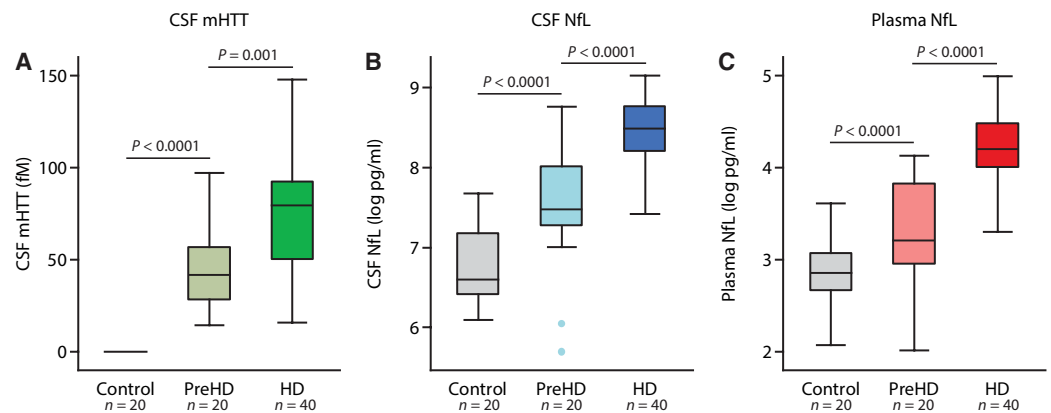 CSF mHTT
A
P = 0.001
P < 0.0001
150
100
50
0
CSF mHTT (fM)
Control
n = 20
PreHD
n = 20
HD
n = 40
CSF NfL
B
P < 0.0001
P < 0.0001
9
8
7
6
CSF NfL (log pg/ml)
Control
n = 20
PreHD
n = 20
HD
n = 40
Plasma NfL
C
P < 0.0001
P < 0.0001
5
4
3
2
Plasma NfL (log pg/ml)
Control
n = 20
PreHD
n = 20
HD
n = 40